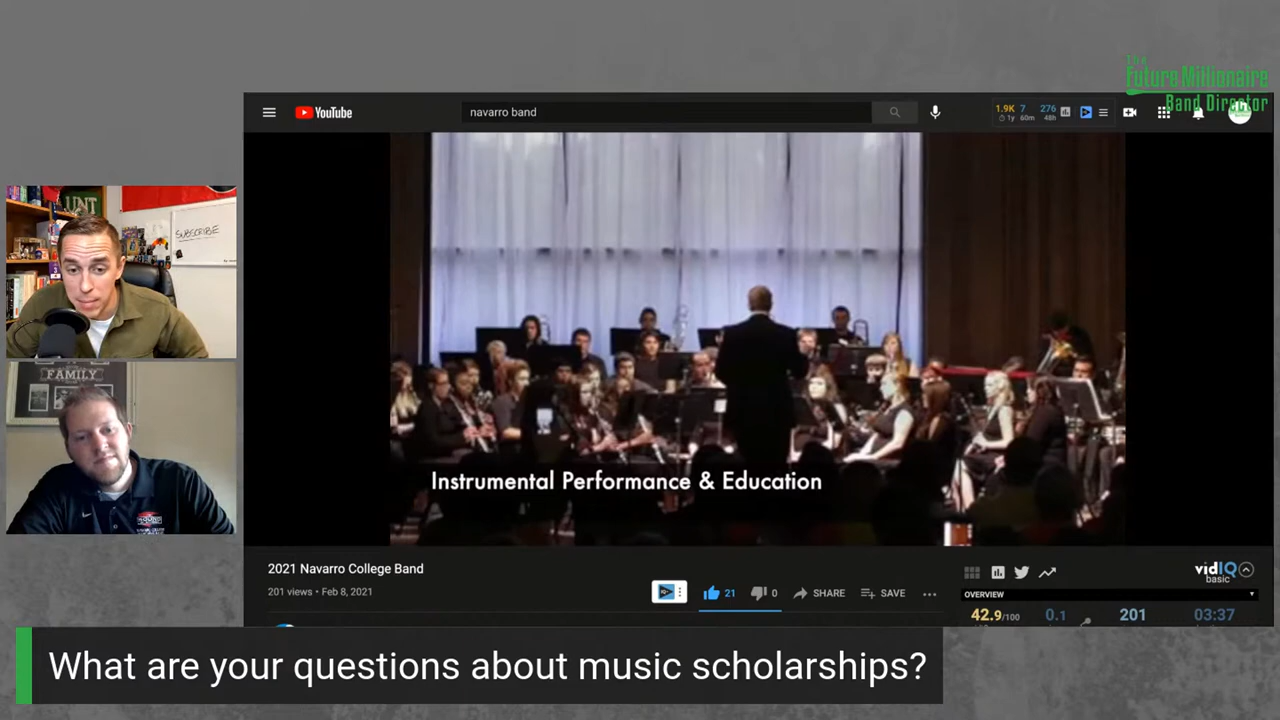 The
Future Millionaire
Band Director
YouTube
navarro band
1.9K 7 276
1y 60m 48h
UNT
SUBSCRIBE
FAMILY
Instrumental Performance & Education
2021 Navarro College Band
201 views • Feb 8, 2021
21
0
SHARE
SAVE
vidIQ
basic
OVERVIEW
42.9/100
0.1
201
03:37
What are your questions about music scholarships?